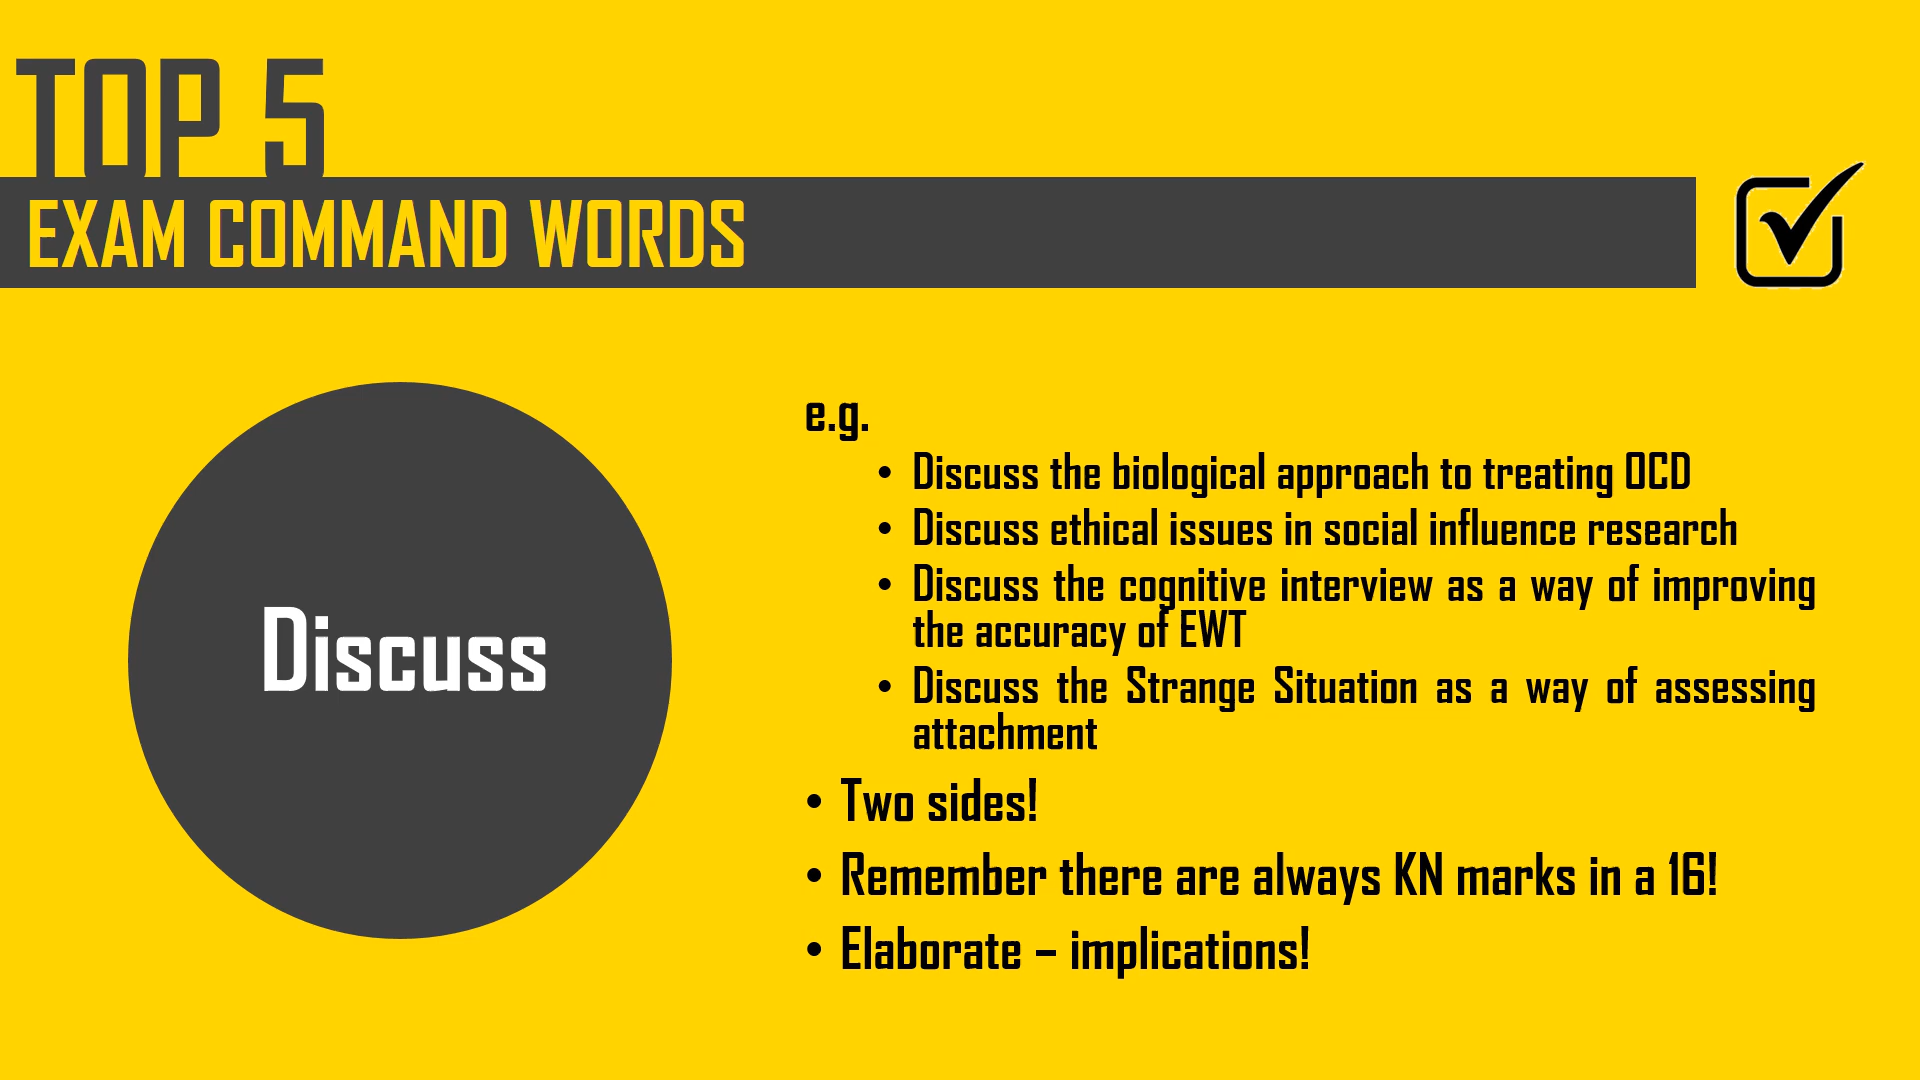 TOP 5
EXAM COMMAND WORDS
Discuss
e.g.
• Discuss the biological approach to treating OCD
• Discuss ethical issues in social influence research
• Discuss the cognitive interview as a way of improving
the accuracy of EWT
• Discuss the Strange Situation as a way of assessing
attachment
• Two sides!
• Remember there are always KN marks in a 16!
• Elaborate – implications!